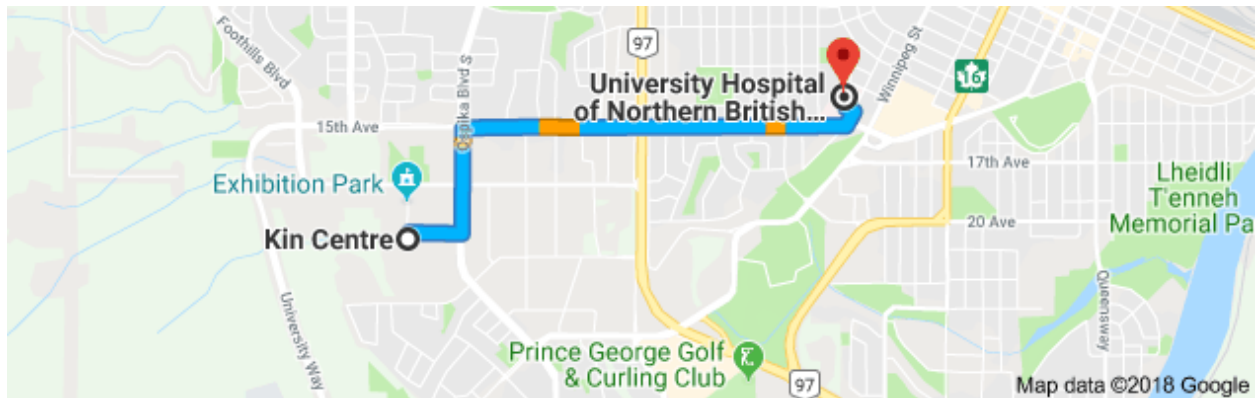 Foothills Blvd
Ospika Blvd S
97
University Hospital
of Northern British...
Winnipeg St
16
15th Ave
17th Ave
Exhibition Park
Lheidli
T'enneh
Memorial Pa
Kin Centre
20 Ave
University Way
Queensway
Prince George Golf
& Curling Club
97
Map data ©2018 Google